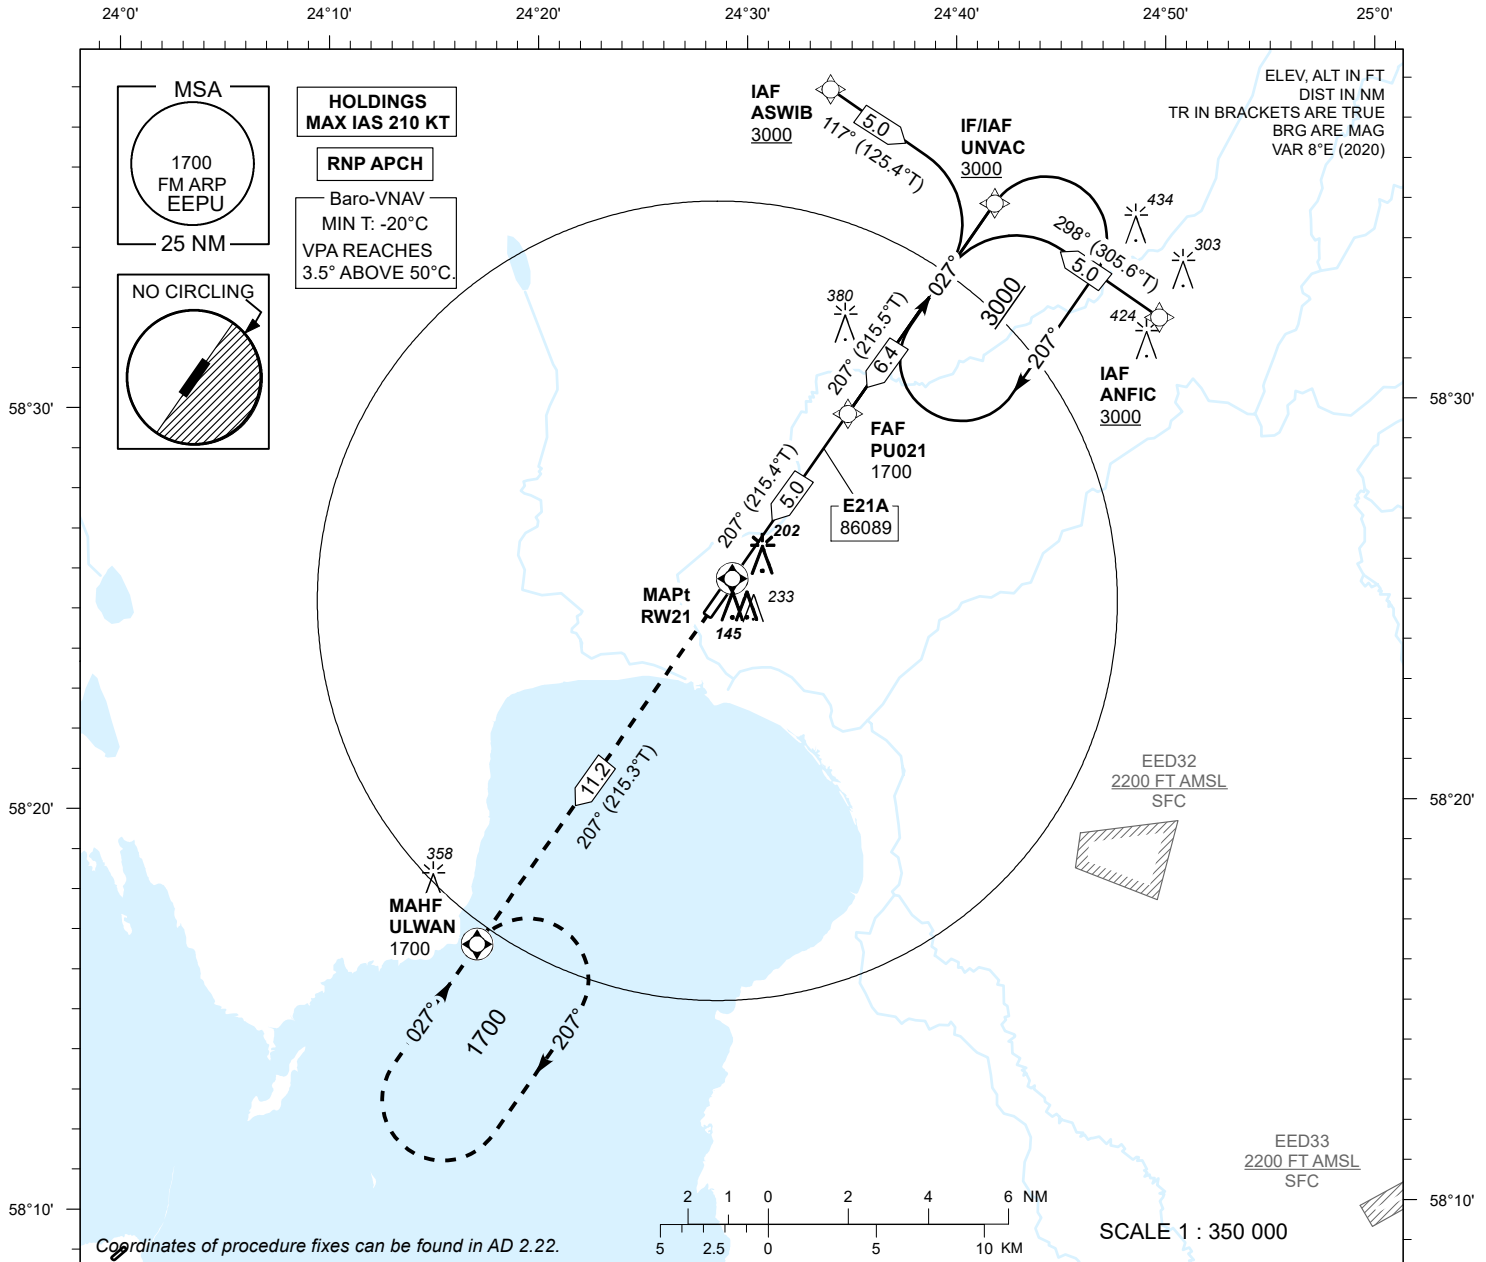 24°0'
24°10'
24°20'
24°30'
24°40'
24°50'
25°0'
MSA
1700
FM ARP
EEPU
25 NM
HOLDINGS
MAX IAS 210 KT
RNP APCH
Baro-VNAV
MIN T: -20°C
VPA REACHES
3.5° ABOVE 50°C.
NO CIRCLING
ELEV, ALT IN FT
DIST IN NM
TR IN BRACKETS ARE TRUE
BRG ARE MAG
VAR 8°E (2020)
IAF
ASWIB
3000
5.0
117° (125.4°T)
IF/IAF
UNVAC
3000
434
303
298° (305.6°T)
5.0
424
IAF
ANFIC
3000
027°
3000
207°
380
207° (215.5°T)
6.4
58°30'
58°30'
FAF
PU021
1700
207° (215.4°T)
5.0
E21A
86089
202
MAPt
RW21
233
145
11.2
207° (215.3°T)
EED32
2200 FT AMSL
SFC
58°20'
58°20'
358
MAHF
ULWAN
1700
027°
1700
207°
EED33
2200 FT AMSL
SFC
58°10'
58°10'
2 1 0 2 4 6 NM
5 2.5 0 5 10 KM
SCALE 1 : 350 000
Coordinates of procedure fixes can be found in AD 2.22.